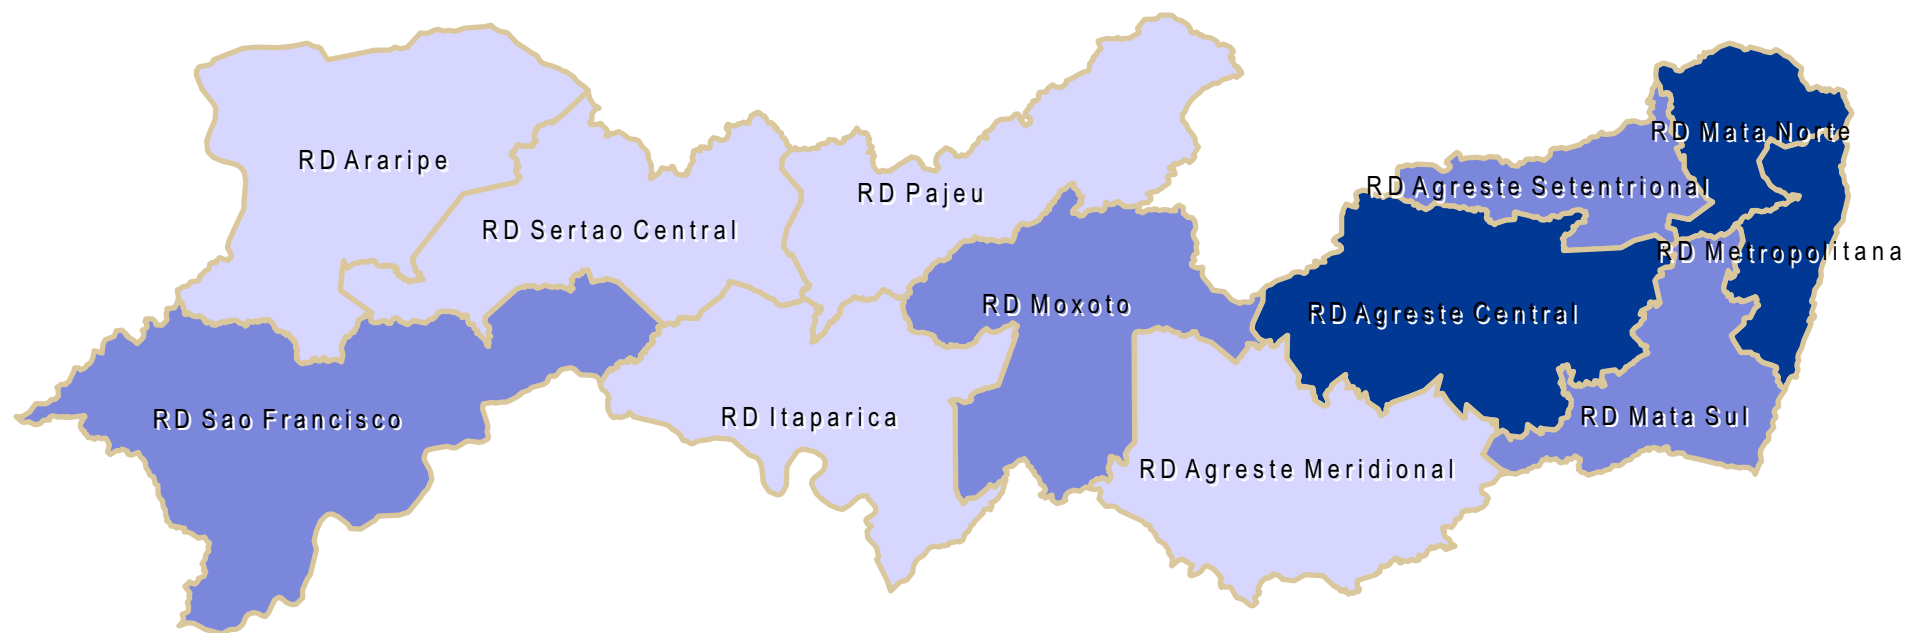 RD Mata Norte
RD Araripe
RD Agreste Setentrional
RD Pajeu
RD Sertao Central
RD Metropolitana
RD Moxoto
RD Agreste Central
RD Sao Francisco
RD Itaparica
RD Mata Sul
RD Agreste Meridional